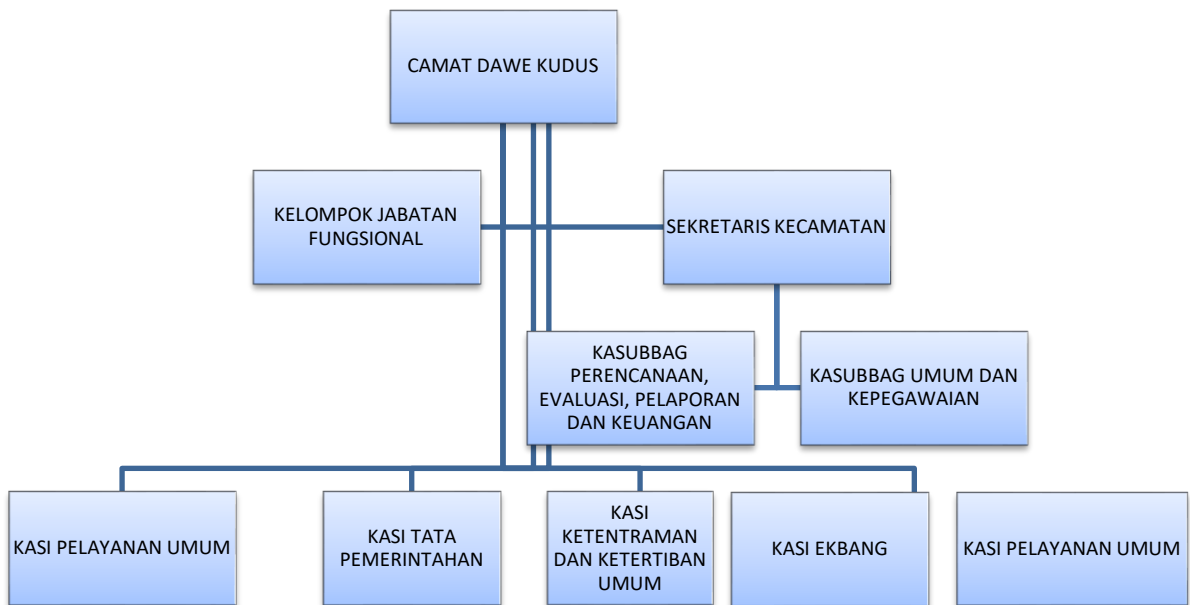 CAMAT DAWE KUDUS
KELOMPOK JABATAN
FUNGSIONAL
SEKRETARIS KECAMATAN
KASUBBAG
PERENCANAAN,
EVALUASI, PELAPORAN
DAN KEUANGAN
KASUBBAG UMUM DAN
KEPEGAWAIAN
KASI PELAYANAN UMUM
KASI TATA
PEMERINTAHAN
KASI
KETENTRAMAN
DAN KETERTIBAN
UMUM
KASI EKBANG
KASI PELAYANAN UMUM